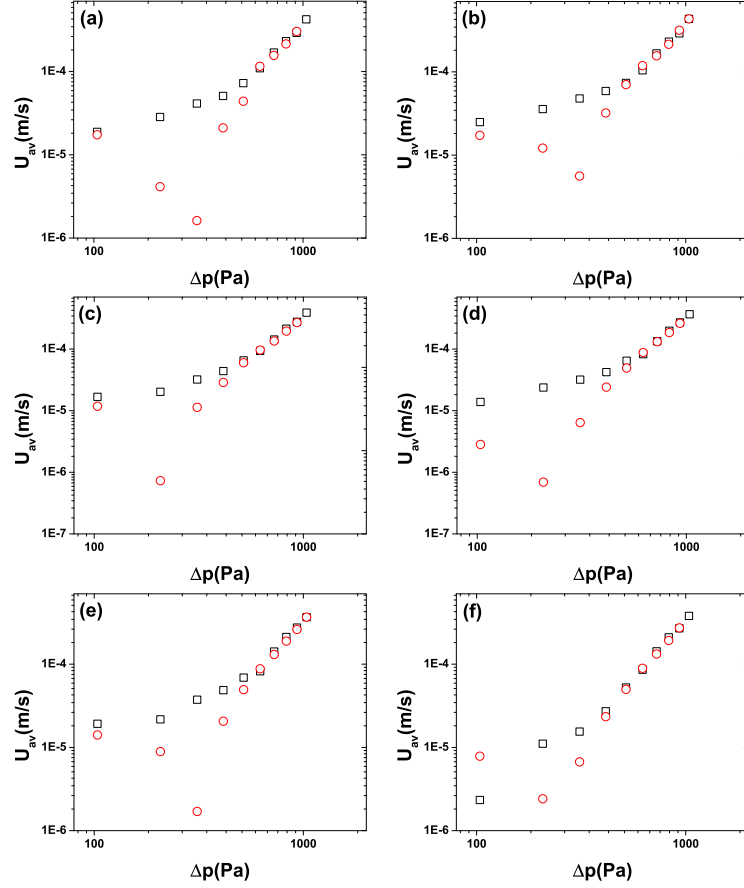 (a)
1E-4
1E-5
1E-6
100
1000
U_av(m/s)
Δp(Pa)
(b)
1E-4
1E-5
1E-6
100
1000
U_av(m/s)
Δp(Pa)
(c)
1E-4
1E-5
1E-6
1E-7
100
1000
U_av(m/s)
Δp(Pa)
(d)
1E-4
1E-5
1E-6
1E-7
100
1000
U_av(m/s)
Δp(Pa)
(e)
1E-4
1E-5
1E-6
100
1000
U_av(m/s)
Δp(Pa)
(f)
1E-4
1E-5
1E-6
100
1000
U_av(m/s)
Δp(Pa)